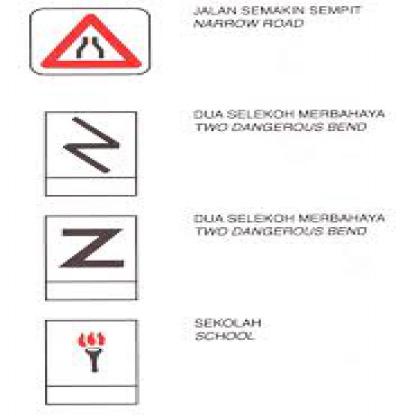 JALAN SEMAKIN SEMPIT
NARROW ROAD
DUA SELEKOH MERBAHAYA
TWO DANGEROUS BEND
DUA SELEKOH MERBAHAYA
TWO DANGEROUS BEND
SEKOLAH
SCHOOL